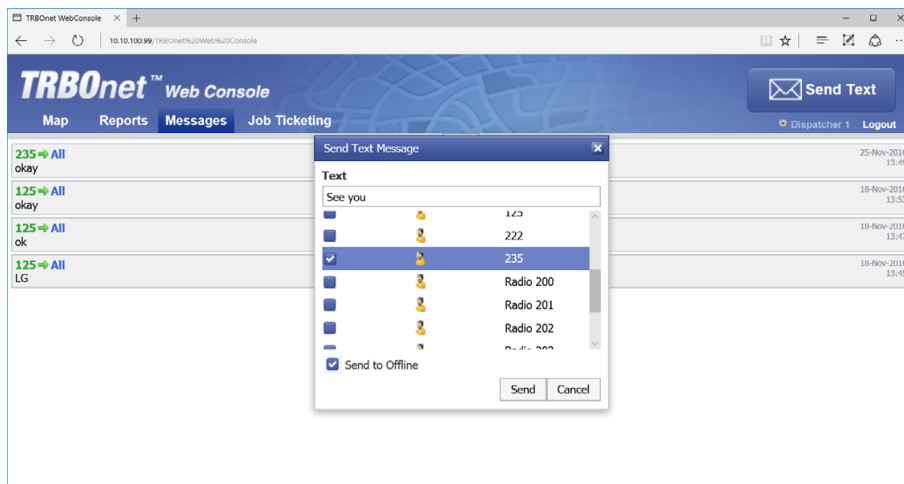 TRBOnet WebConsole
10.10.100.99/TRBOnet%20Web%20Console
TRBOnet™ Web Console
Send Text
Map Reports Messages Job Ticketing
Dispatcher 1 Logout
235 All
okay
25-Nov-2016
125 All
okay
18-Nov-2016
125 All
ok
18-Nov-2016
125 All
LG
18-Nov-2016
Send Text Message
Text
See you
125
222
235
Radio 200
Radio 201
Radio 202
Send to Offline
Send Cancel